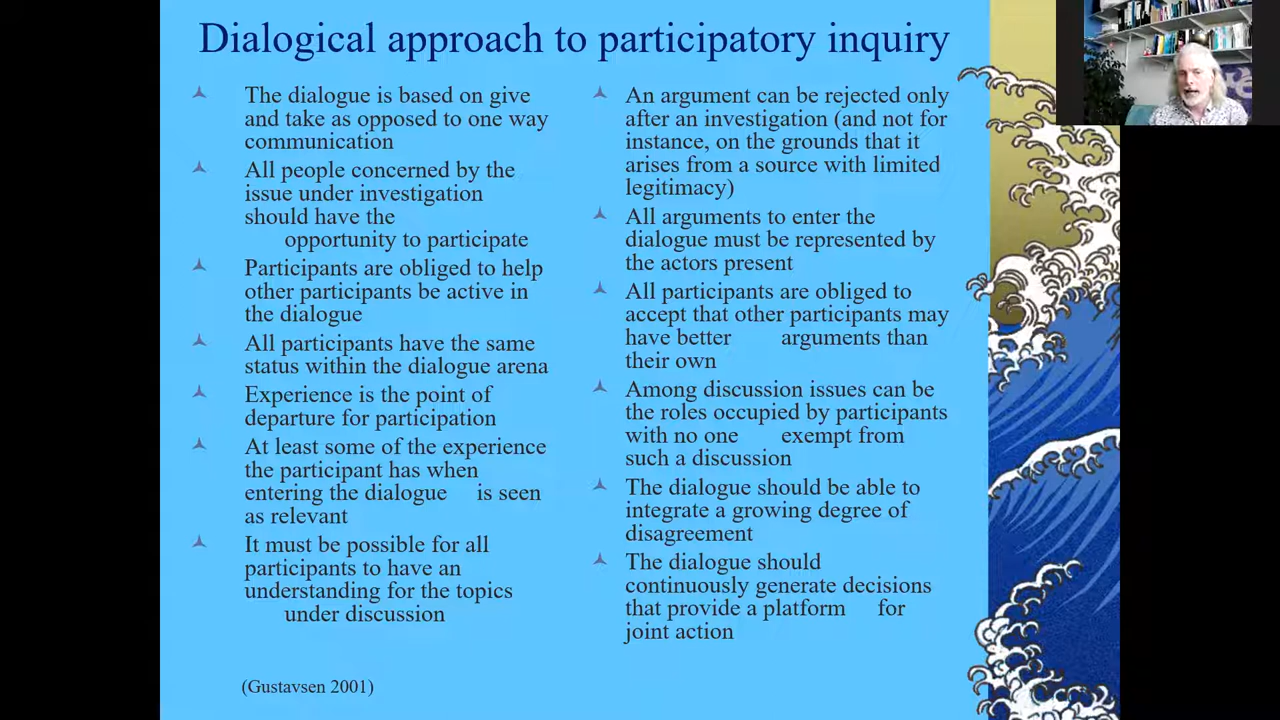 Dialogical approach to participatory inquiry
The dialogue is based on give
and take as opposed to one way
communication
All people concerned by the
issue under investigation
should have the
opportunity to participate
Participants are obliged to help
other participants be active in
the dialogue
All participants have the same
status within the dialogue arena
Experience is the point of
departure for participation
At least some of the experience
the participant has when
entering the dialogue is seen
as relevant
It must be possible for all
participants to have an
understanding for the topics
under discussion
(Gustavsen 2001)
An argument can be rejected only
after an investigation (and not for
instance, on the grounds that it
arises from a source with limited
legitimacy)
All arguments to enter the
dialogue must be represented by
the actors present
All participants are obliged to
accept that other participants may
have better arguments than
their own
Among discussion issues can be
the roles occupied by participants
with no one exempt from
such a discussion
The dialogue should be able to
integrate a growing degree of
disagreement
The dialogue should
continuously generate decisions
that provide a platform for
joint action